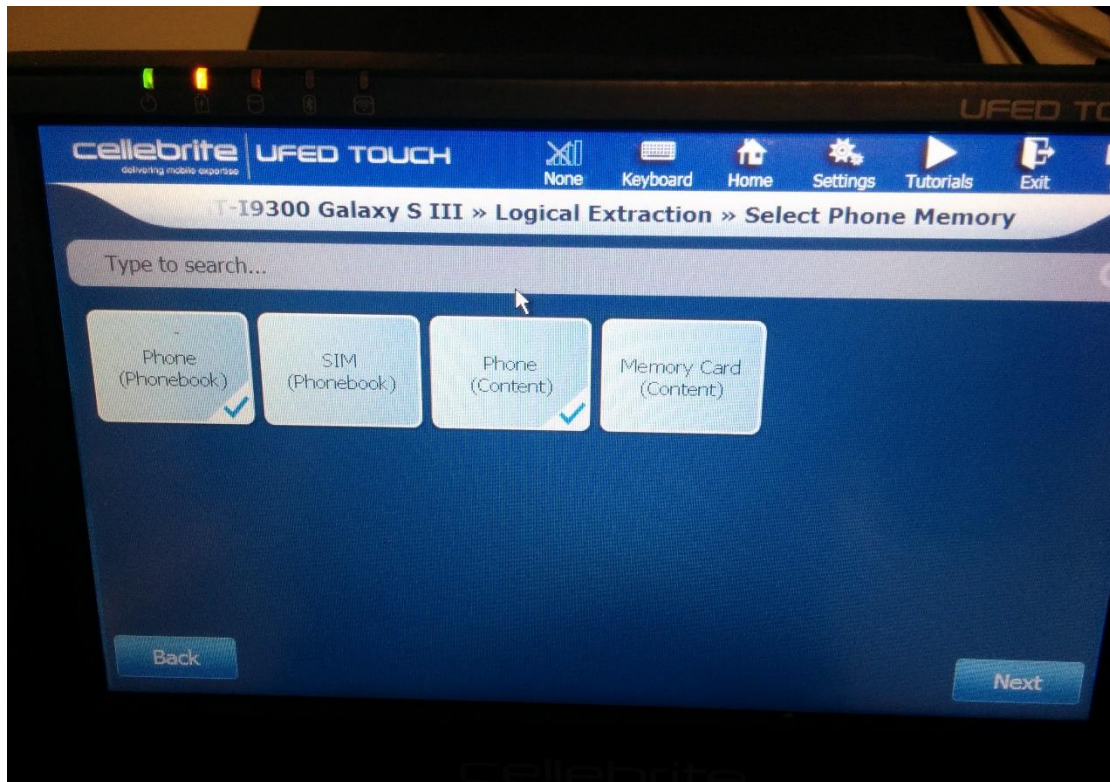 UFED TO
cellebrite UFED TOUCH
delivering mobile expertise
None Keyboard Home Settings Tutorials Exit
T-I9300 Galaxy S III » Logical Extraction » Select Phone Memory
Type to search...
Phone
(Phonebook)
SIM
(Phonebook)
Phone
(Content)
Memory Card
(Content)
Back
Next
cellebrite